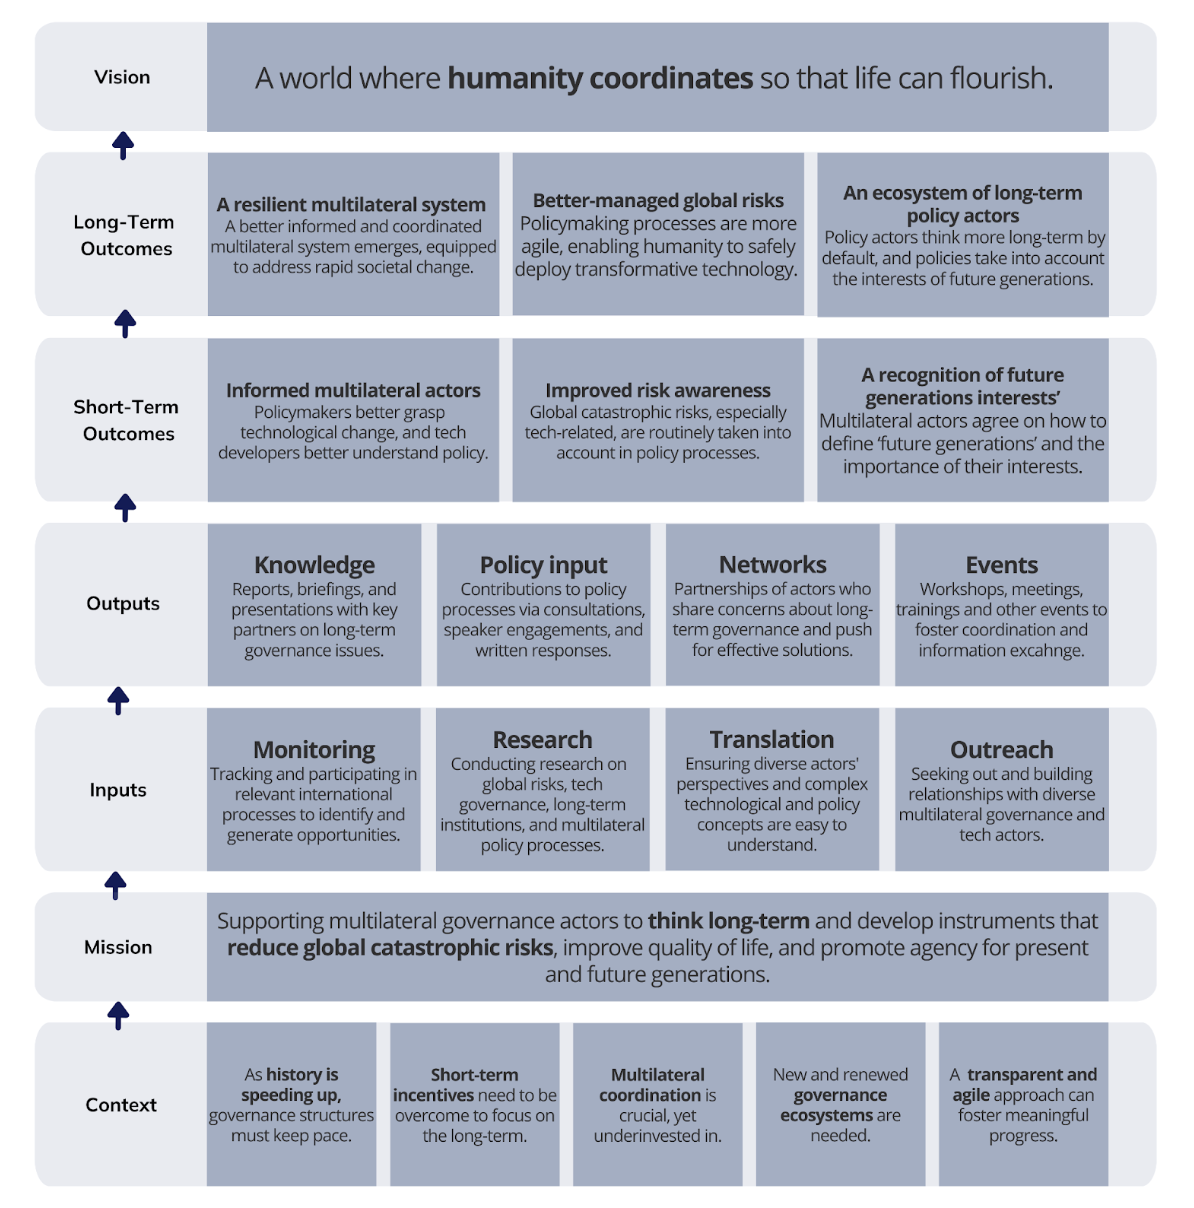 Vision
A world where humanity coordinates so that life can flourish.
Long-Term
Outcomes
A resilient multilateral system
A better informed and coordinated
multilateral system emerges, equipped
to address rapid societal change.
Better-managed global risks
Policymaking processes are more
agile, enabling humanity to safely
deploy transformative technology.
An ecosystem of long-term
policy actors
Policy actors think more long-term by
default, and policies take into account
the interests of future generations.
Short-Term
Outcomes
Informed multilateral actors
Policymakers better grasp
technological change, and tech
developers better understand policy.
Improved risk awareness
Global catastrophic risks, especially
tech-related, are routinely taken into
account in policy processes.
A recognition of future
generations interests’
Multilateral actors agree on how to
define ‘future generations’ and the
importance of their interests.
Outputs
Knowledge
Reports, briefings, and
presentations with key
partners on long-term
governance issues.
Policy input
Contributions to policy
processes via consultations,
speaker engagements, and
written responses.
Networks
Partnerships of actors who
share concerns about long-
term governance and push
for effective solutions.
Events
Workshops, meetings,
trainings and other events to
foster coordination and
information excahnge.
Inputs
Monitoring
Tracking and participating in
relevant international
processes to identify and
generate opportunities.
Research
Conducting research on
global risks, tech
governance, long-term
institutions, and multilateral
policy processes.
Translation
Ensuring diverse actors'
perspectives and complex
technological and policy
concepts are easy to
understand.
Outreach
Seeking out and building
relationships with diverse
multilateral governance and
tech actors.
Mission
Supporting multilateral governance actors to think long-term and develop instruments that
reduce global catastrophic risks, improve quality of life, and promote agency for present
and future generations.
Context
As history is
speeding up,
governance structures
must keep pace.
Short-term
incentives need to be
overcome to focus on
the long-term.
Multilateral
coordination is
crucial, yet
underinvested in.
New and renewed
governance
ecosystems are
needed.
A transparent and
agile approach can
foster meaningful
progress.